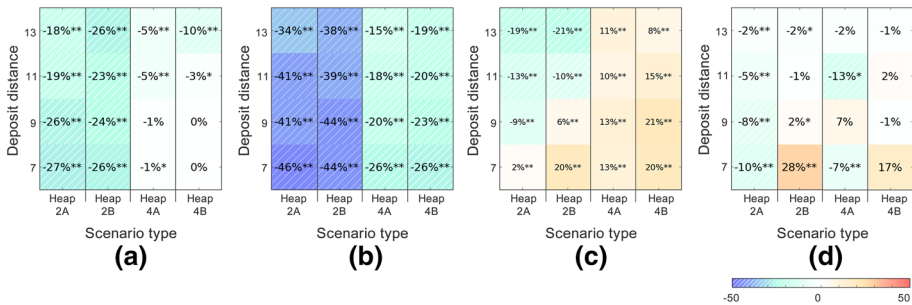 Deposit distance
13
-18%** -26%** -5%** -10%**
11
-19%** -23%** -5%** -3%*
9
-26%** -24%** -1% 0%
7
-27%** -26%** -1%* 0%
Heap 2A Heap 2B Heap 4A Heap 4B
Scenario type
(a)
Deposit distance
13
-34%** -38%** -15%** -19%**
11
-41%** -39%** -18%** -20%**
9
-41%** -44%** -20%** -23%**
7
-46%** -44%** -26%** -26%**
Heap 2A Heap 2B Heap 4A Heap 4B
Scenario type
(b)
Deposit distance
13
-19%** -21%** 11%** 8%**
11
-13%** -10%** 10%** 15%**
9
-9%** 6%** 13%** 21%**
7
2%** 20%** 13%** 20%**
Heap 2A Heap 2B Heap 4A Heap 4B
Scenario type
(c)
Deposit distance
13
-2%** -2%* -2% -1%
11
-5%** -1% -13%* 2%
9
-8%** 2%* 7% -1%
7
-10%** 28%** -7%** 17%
Heap 2A Heap 2B Heap 4A Heap 4B
Scenario type
(d)
-50 0 50